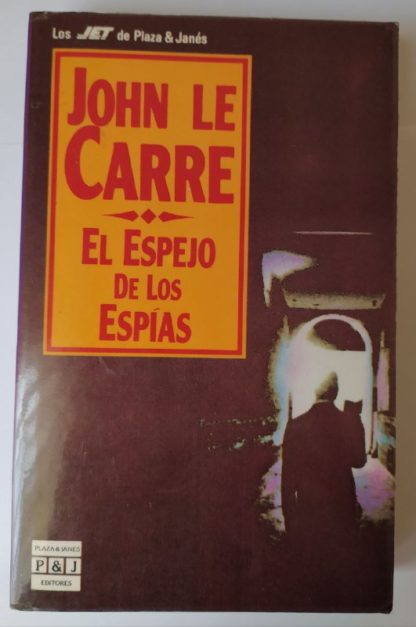 Los JET de Plaza & Janés
JOHN LE
CARRE
EL ESPEJO
DE LOS
ESPÍAS
PLAZA & JANES
P & J
EDITORES